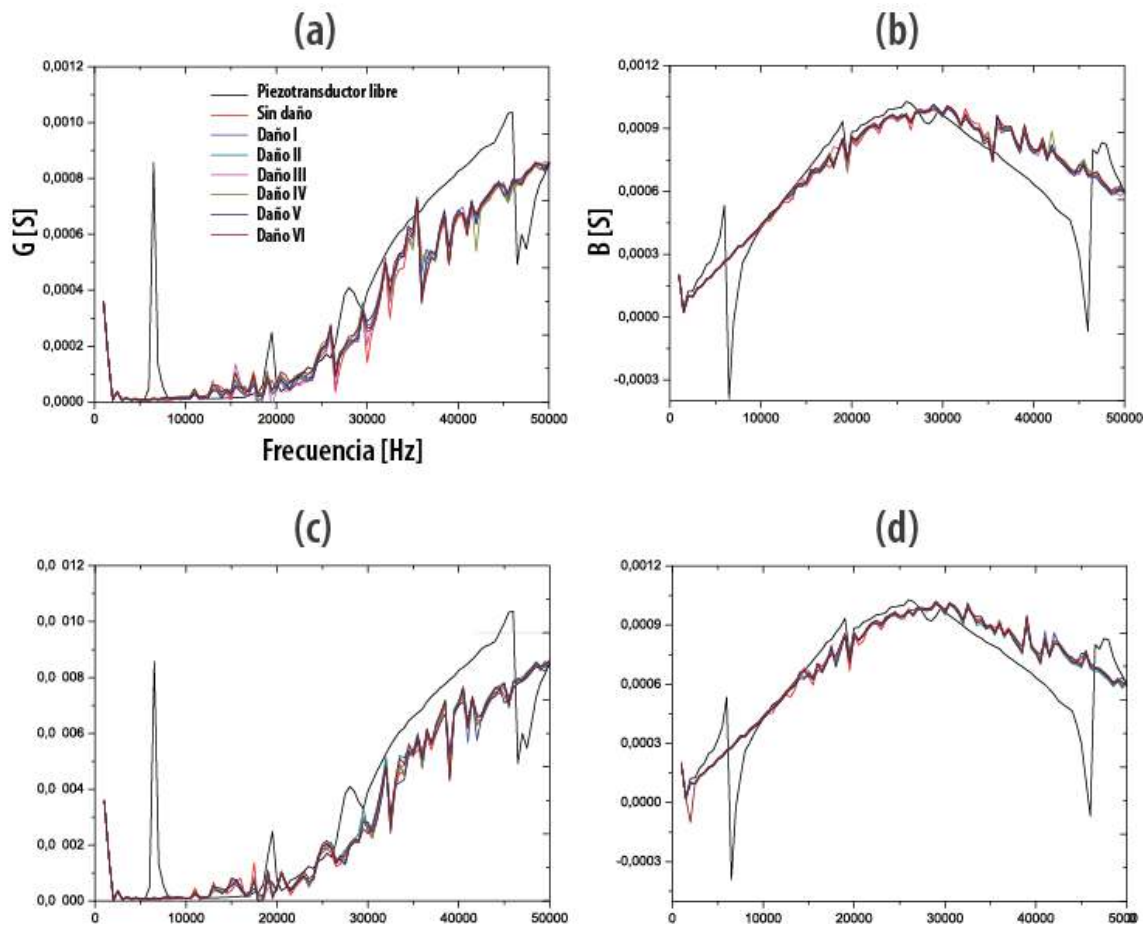 (a)
(b)
0,0012
0,0010
0,0008
0,0006
0,0004
0,0002
0,0000
G [S]
Piezotransductor libre
Sin daño
Daño I
Daño II
Daño III
Daño IV
Daño V
Daño VI
0 10000 20000 30000 40000 50000
Frecuencia [Hz]
0,0012
0,0009
0,0006
0,0003
0,0000
-0,0003
B [S]
0 10000 20000 30000 40000 50000
(c)
(d)
0,0 012
0,0 010
0,0 008
0,0 006
0,0 004
0,0 002
0,0 000
0 10000 20000 30000 40000 50000
0,0012
0,0009
0,0006
0,0003
0,0000
-0,0003
0 10000 20000 30000 40000 50000